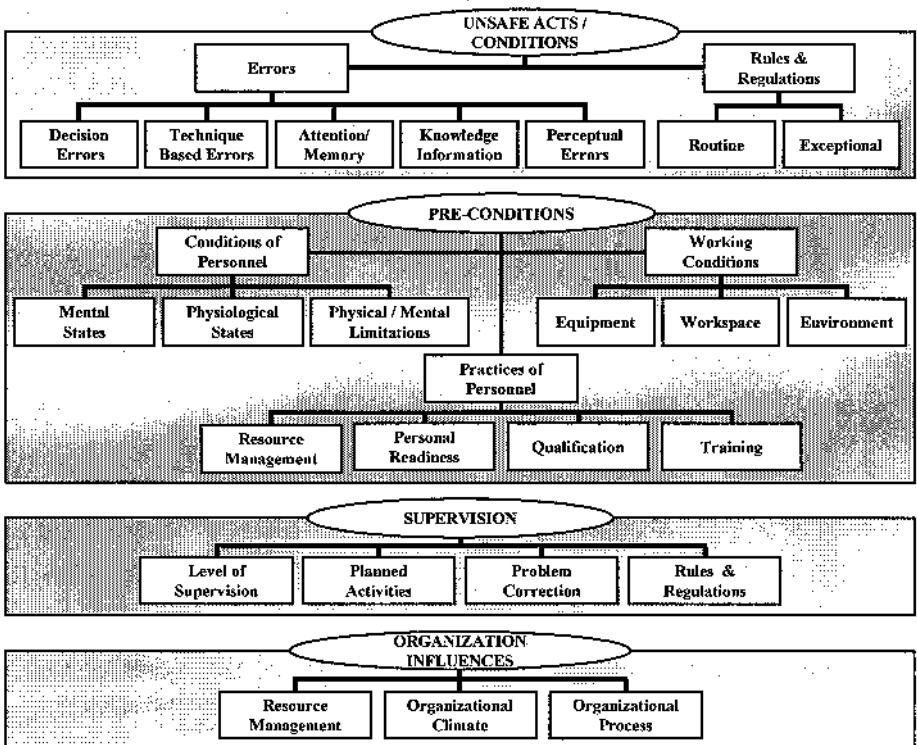 UNSAFE ACTS /
CONDITIONS
Errors
Rules &
Regulations
Decision
Errors
Technique
Based Errors
Attention/
Memory
Knowledge
Information
Perceptual
Errors
Routine
Exceptional
PRE-CONDITIONS
Conditions of
Personnel
Working
Conditions
Mental
States
Physiological
States
Physical / Mental
Limitations
Equipment
Workspace
Environment
Practices of
Personnel
Resource
Management
Personal
Readiness
Qualification
Training
SUPERVISION
Level of
Supervision
Planned
Activities
Problem
Correction
Rules &
Regulations
ORGANIZATION
INFLUENCES
Resource
Management
Organizational
Climate
Organizational
Process